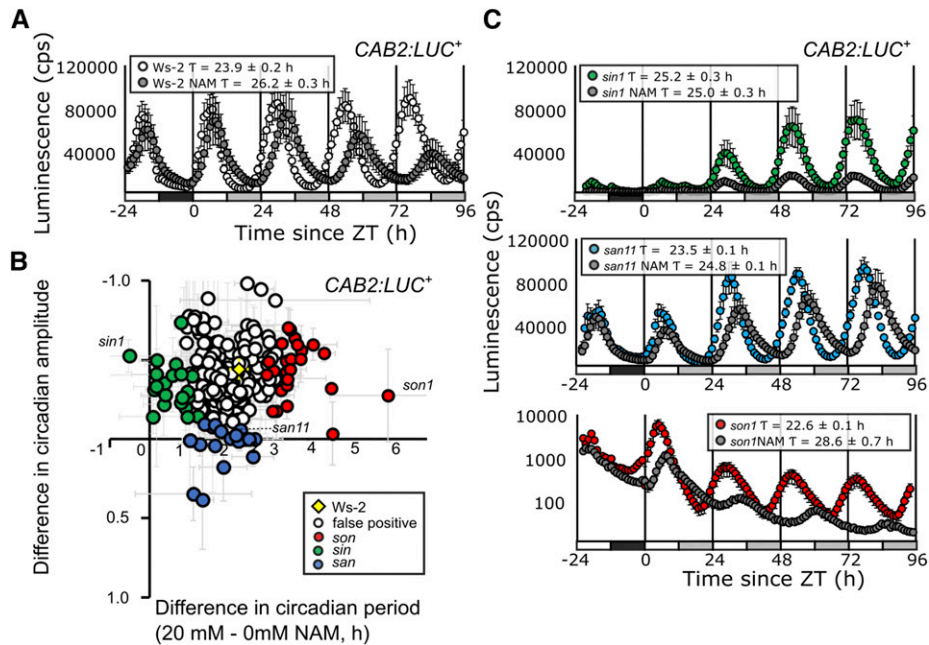 A
CAB2:LUC+
Ws-2 T = 23.9 ± 0.2 h
Ws-2 NAM T = 26.2 ± 0.3 h
Luminescence (cps)
120000
80000
40000
-24 0 24 48 72 96
Time since ZT (h)
B
CAB2:LUC+
Difference in circadian amplitude
-1.0
sin1
son1
san11
-1 0 1 2 3 4 5 6
0.5
1.0
Ws-2
false positive
son
sin
san
Difference in circadian period
(20 mM - 0mM NAM, h)
C
CAB2:LUC+
sin1 T = 25.2 ± 0.3 h
sin1 NAM T = 25.0 ± 0.3 h
120000
80000
40000
-24 0 24 48 72 96
Time since ZT (h)
Luminescence (cps)
san11 T = 23.5 ± 0.1 h
san11 NAM T = 24.8 ± 0.1 h
120000
80000
40000
-24 0 24 48 72 96
son1 T = 22.6 ± 0.1 h
son1NAM T = 28.6 ± 0.7 h
10000
1000
100
-24 0 24 48 72 96
Time since ZT (h)